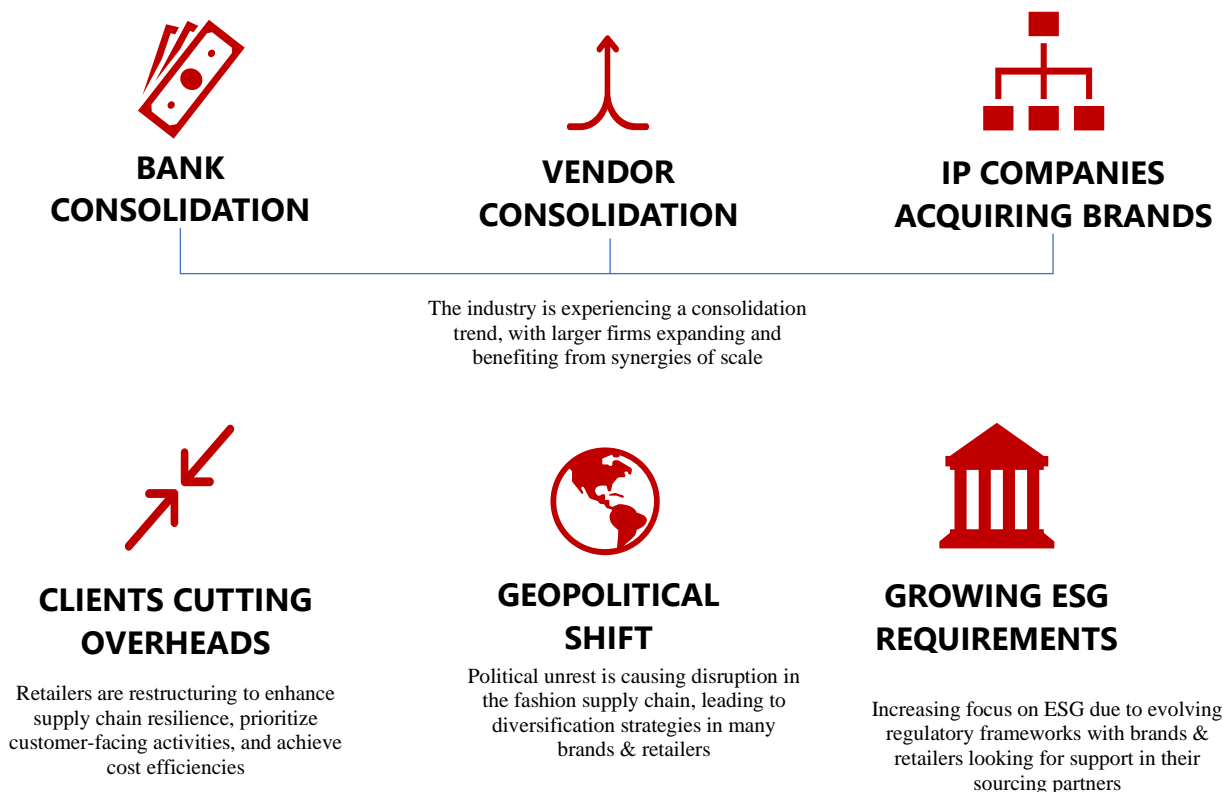 BANK
CONSOLIDATION
VENDOR
CONSOLIDATION
IP COMPANIES
ACQUIRING BRANDS
The industry is experiencing a consolidation
trend, with larger firms expanding and
benefiting from synergies of scale
CLIENTS CUTTING
OVERHEADS
Retailers are restructuring to enhance
supply chain resilience, prioritize
customer-facing activities, and achieve
cost efficiencies
GEOPOLITICAL
SHIFT
Political unrest is causing disruption in
the fashion supply chain, leading to
diversification strategies in many
brands & retailers
GROWING ESG
REQUIREMENTS
Increasing focus on ESG due to evolving
regulatory frameworks with brands &
retailers looking for support in their
sourcing partners